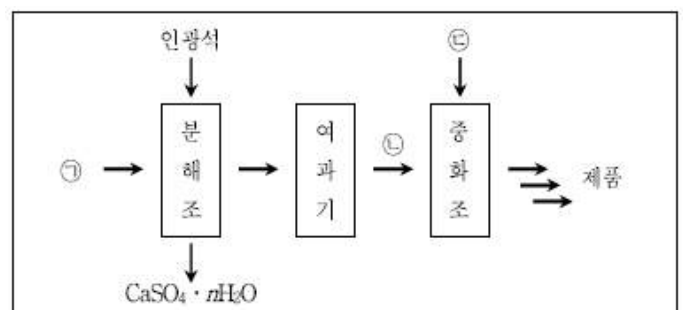 인광석
㉢
분
해
조
여
과
기
중
화
조
㉠
㉡
제품
CaSO₄ · nH₂O